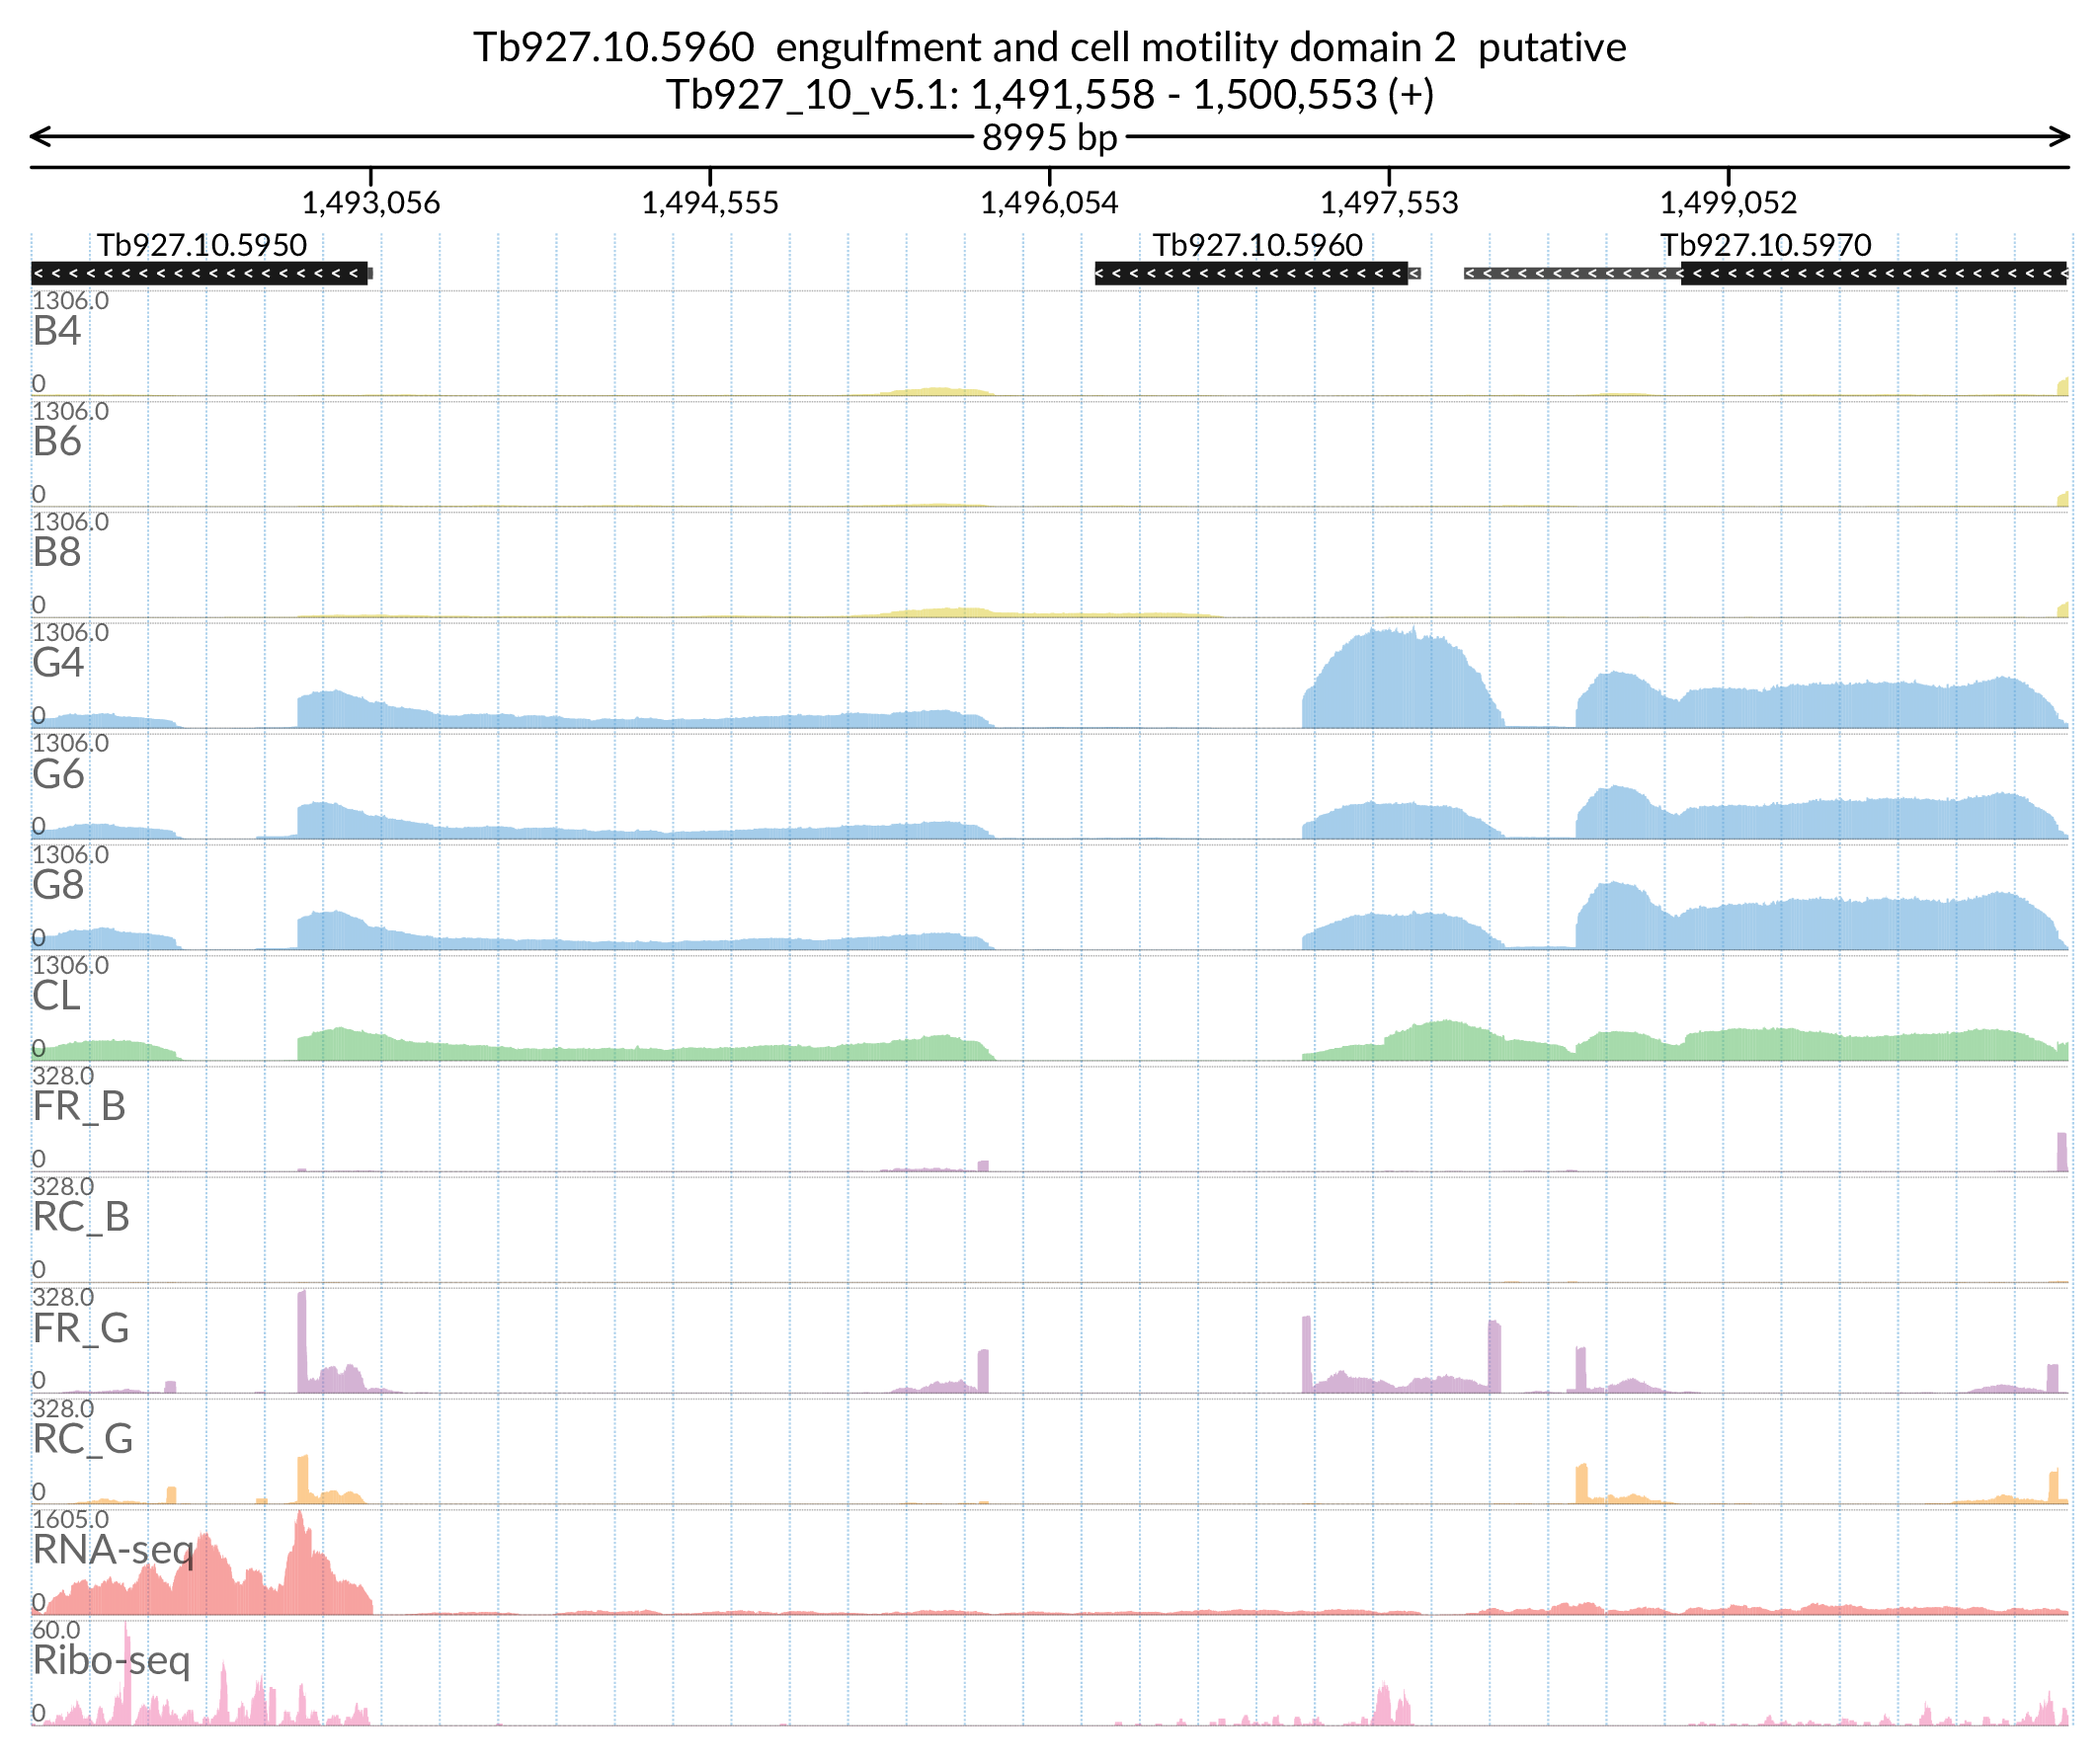 Tb927.10.5960  engulfment and cell motility domain 2  putative
Tb927_10_v5.1: 1,491,558 - 1,500,553 (+)
8995 bp
1,493,056 1,494,555 1,496,054 1,497,553 1,499,052
Tb927.10.5950 Tb927.10.5960 Tb927.10.5970
1306.0
B4
0
1306.0
B6
0
1306.0
B8
0
1306.0
G4
0
1306.0
G6
0
1306.0
G8
0
1306.0
CL
0
328.0
FR_B
0
328.0
RC_B
0
328.0
FR_G
0
328.0
RC_G
0
1605.0
RNA-seq
0
60.0
Ribo-seq
0